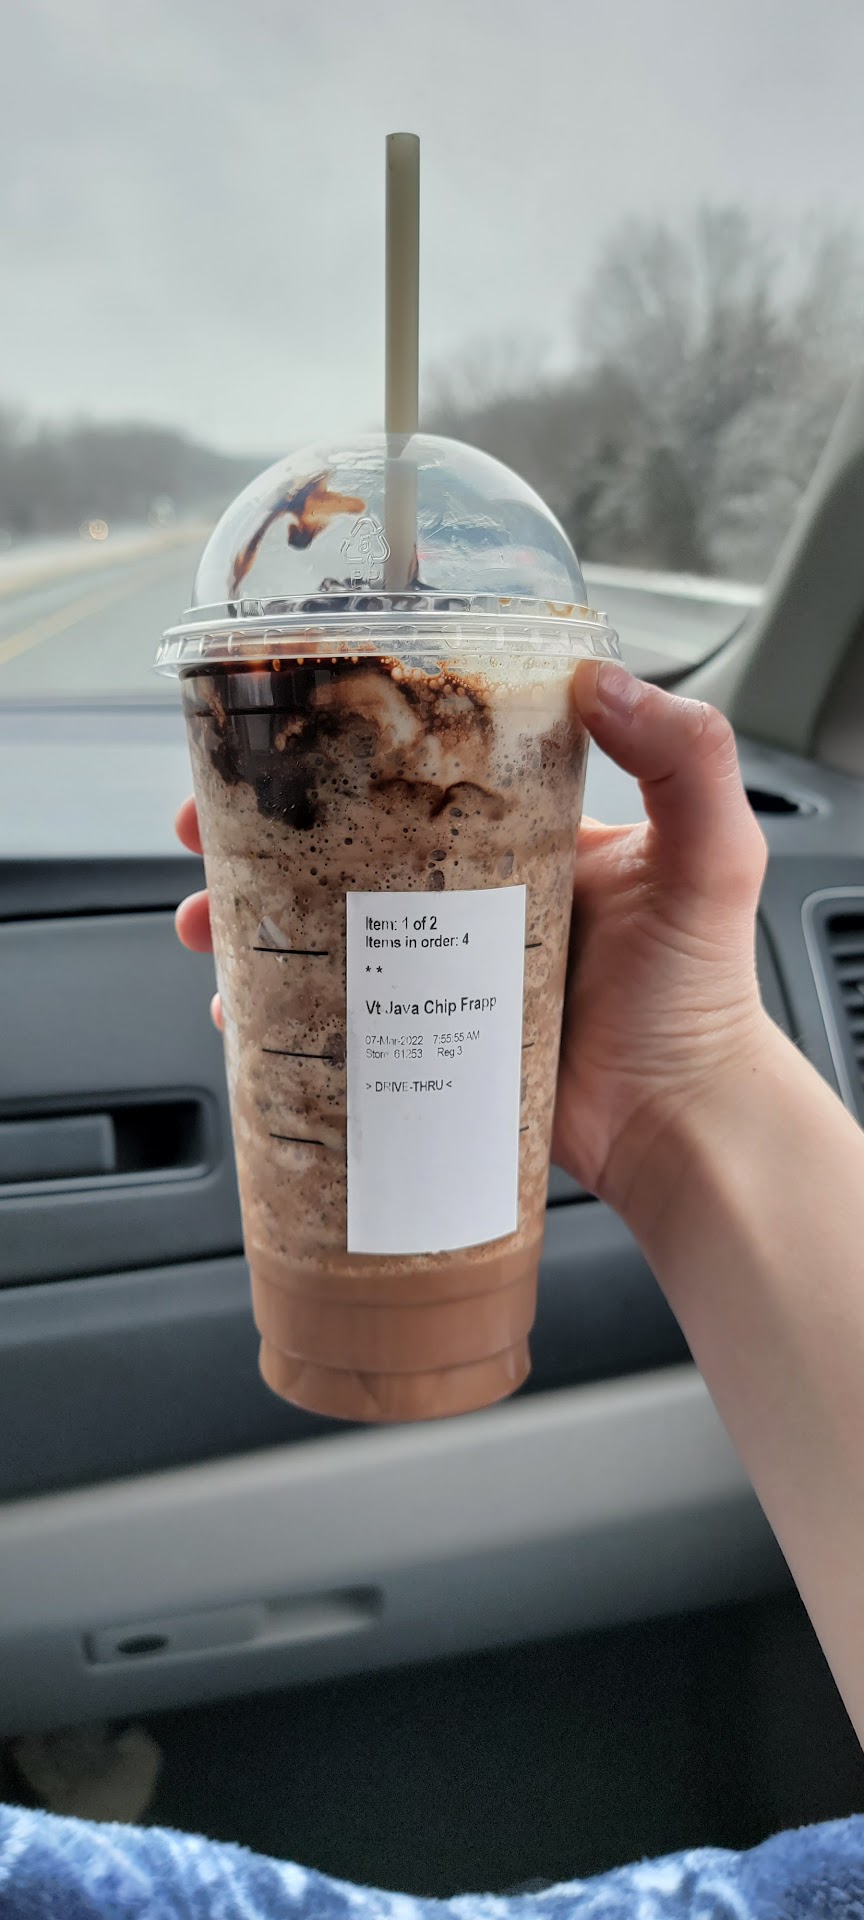 Item: 1 of 2
Items in order: 4
* *
Vt Java Chip Frapp
07-Mar-2022 7:55:55 AM
Store 61253 Reg 3
> DRIVE-THRU <